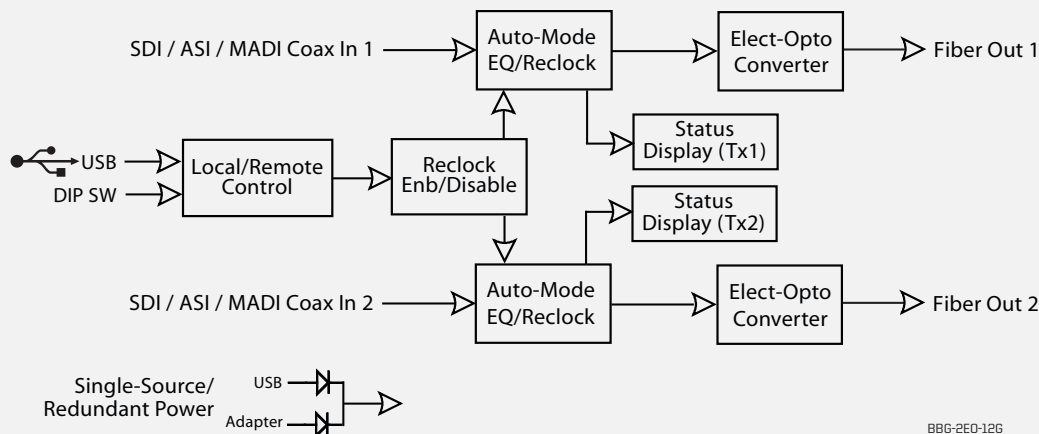 SDI / ASI / MADI Coax In 1
Auto-Mode
EQ/Reclock
Elect-Opto
Converter
Fiber Out 1
Status
Display (Tx1)
USB
DIP SW
Local/Remote
Control
Reclock
Enb/Disable
Status
Display (Tx2)
SDI / ASI / MADI Coax In 2
Auto-Mode
EQ/Reclock
Elect-Opto
Converter
Fiber Out 2
Single-Source/
Redundant Power
USB
Adapter
BBG-2EO-12G